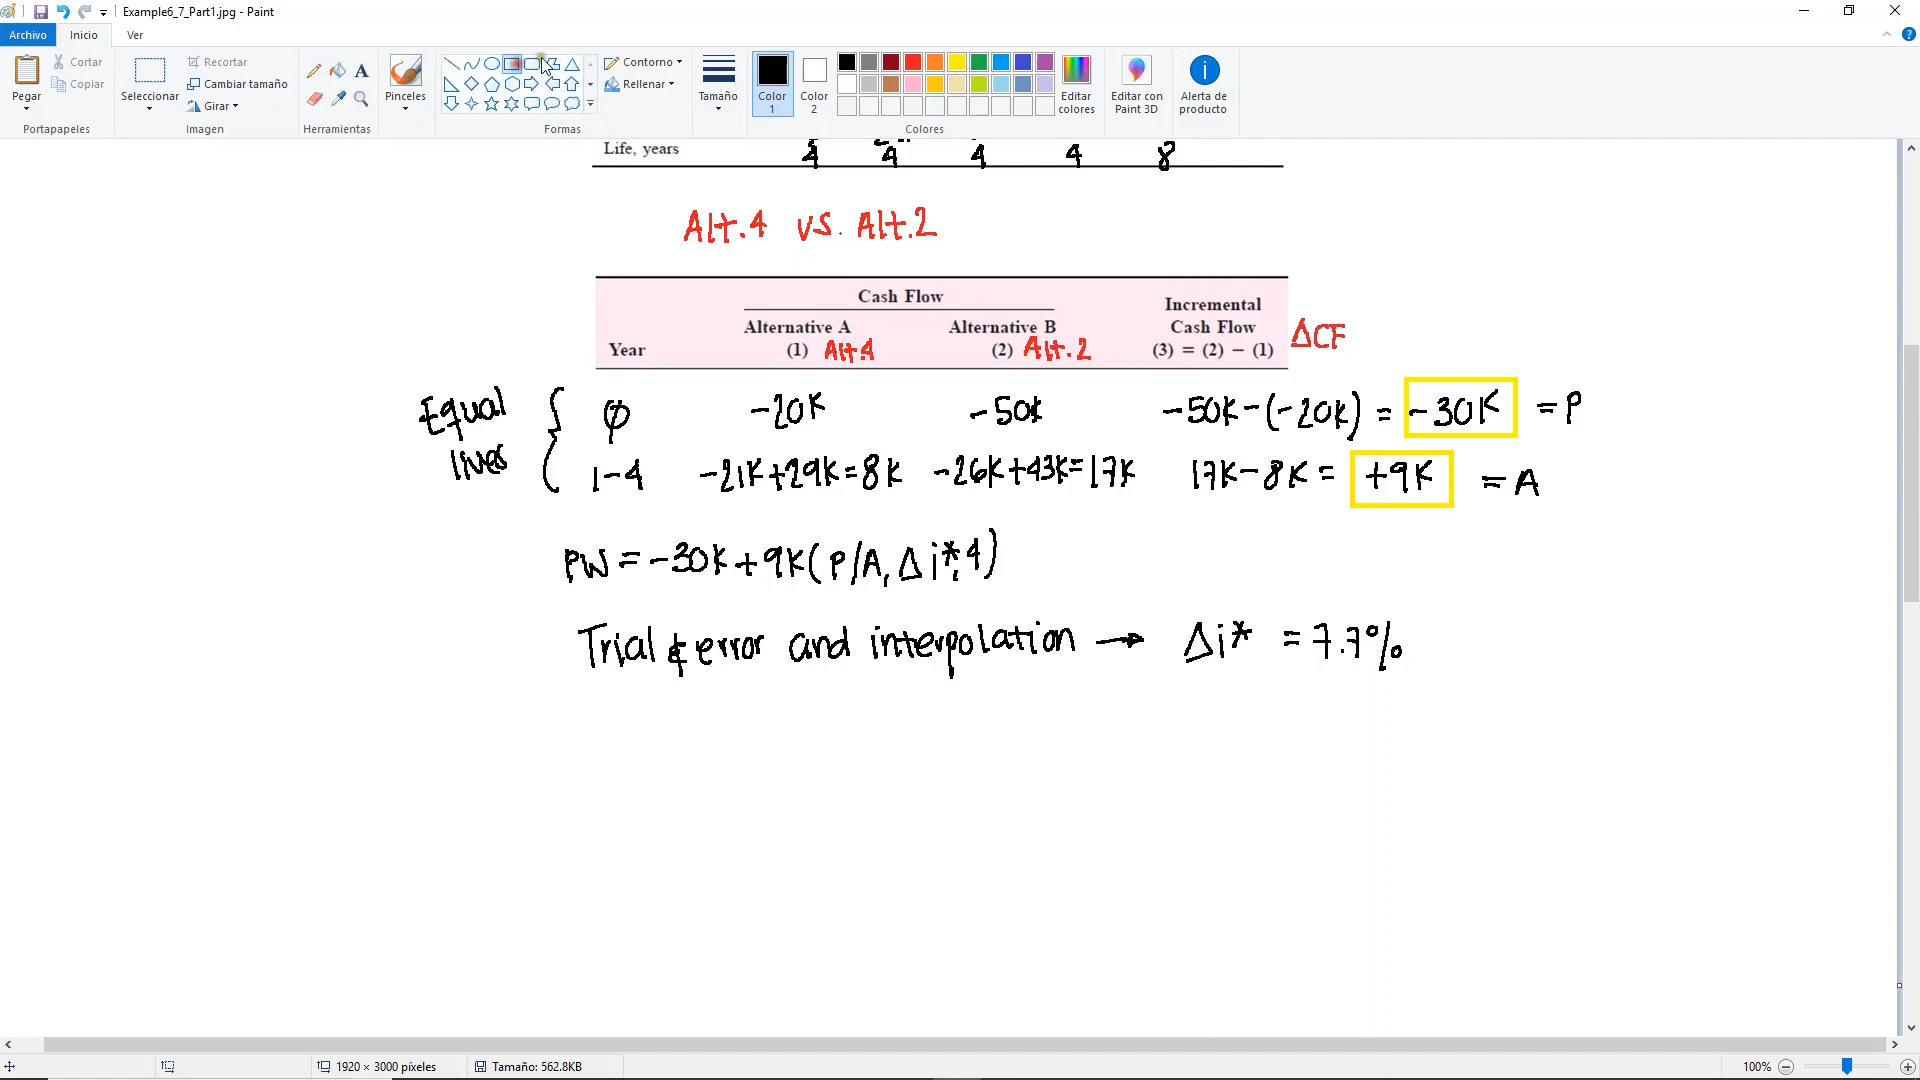 Example6_7_Part1.jpg - Paint
Archivo Inicio Ver
Pegar
Cortar
Copiar
Portapapeles
Seleccionar
Recortar
Cambiar tamaño
Girar
Imagen
A
Herramientas
Pinceles
Contorno
Rellenar
Formas
Tamaño
Color 1
Color 2
Editar colores
Colores
Editar con Paint 3D
Alerta de producto
Life, years 4 4 4 4 8
Alt.4 vs. Alt.2
Cash Flow
Incremental
Alternative A Alternative B Cash Flow ΔCF
Year (1) Alt.4 (2) Alt.2 (3) = (2) − (1)
Equal lives
0 -20K -50K -50K-(-20K) = -30K = P
1-4 -21K+29K=8K -26K+43K=17K 17K-8K = +9K = A
PW = -30K + 9K(P/A, Δi*,4)
Trial & error and interpolation → Δi* = 7.7%
1920 × 3000 píxeles Tamaño: 562.8KB 100%